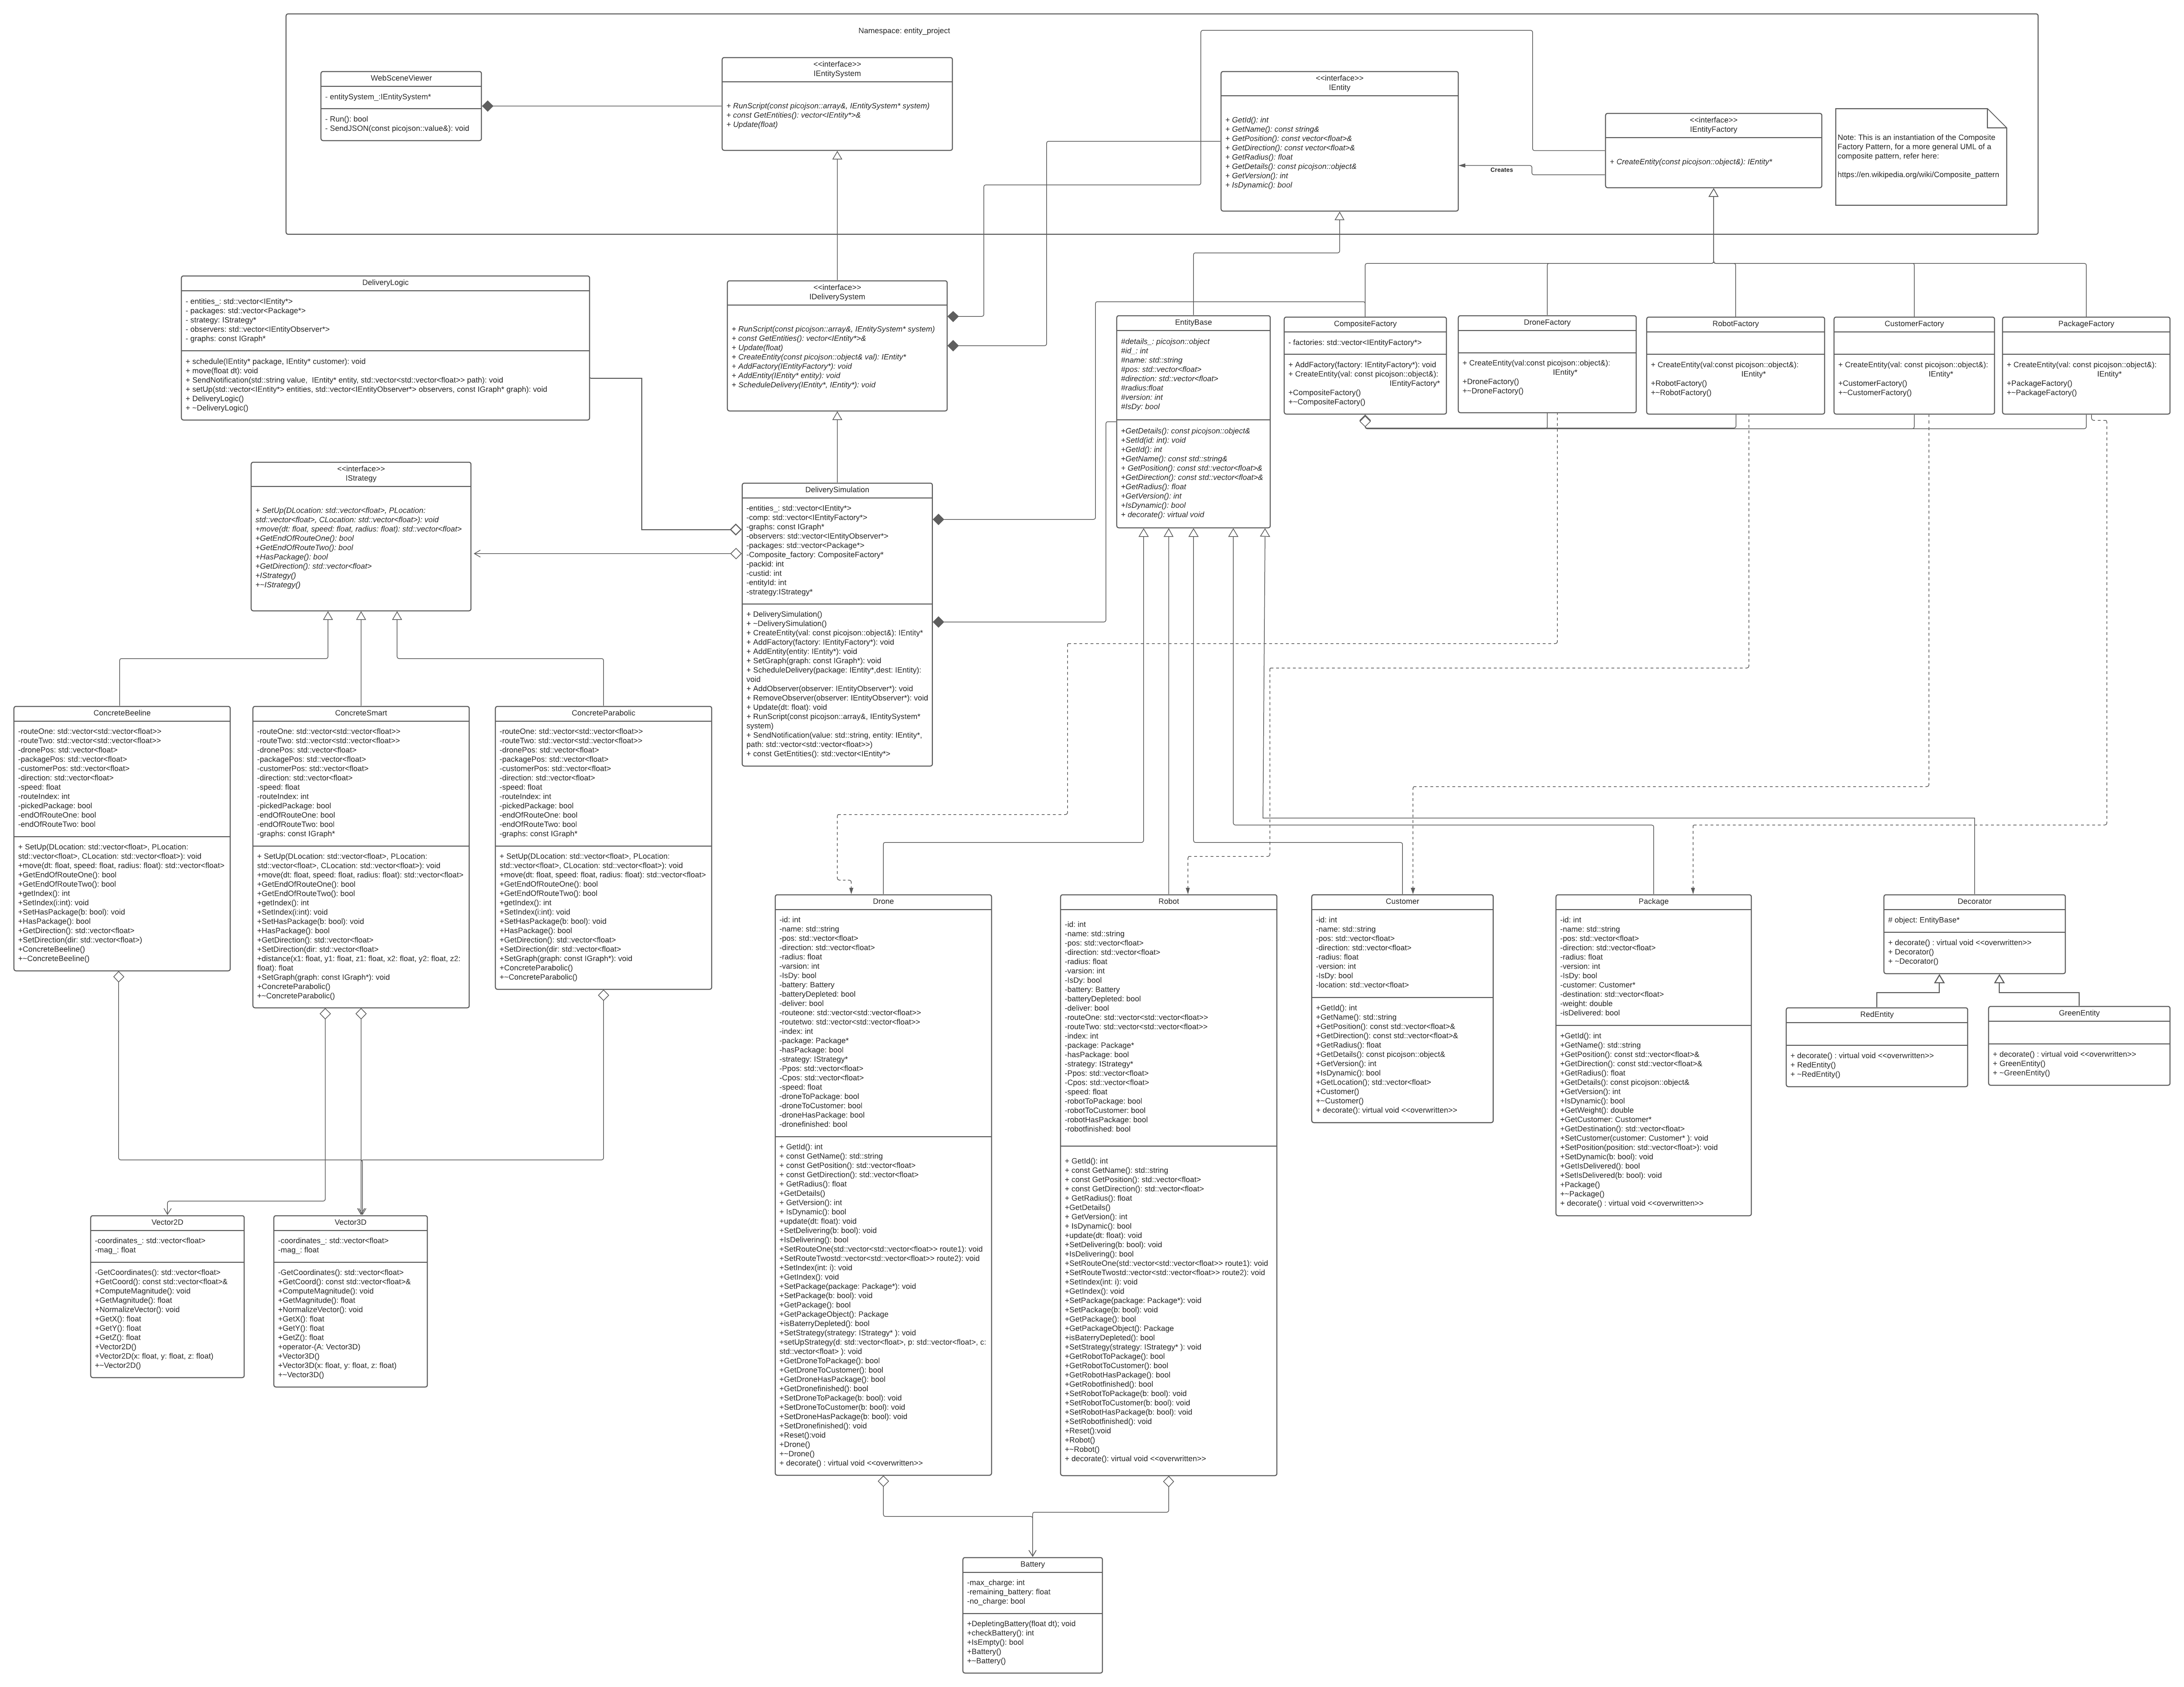 Namespace: entity_project
WebSceneViewer
- entitySystem_:IEntitySystem*
- Run(): bool
- SendJSON(const picojson::value&): void
<<interface>>
IEntitySystem
+ RunScript(const picojson::array&, IEntitySystem* system)
+ const GetEntities(): vector<IEntity*>&
+ Update(float)
<<interface>>
IEntity
+ GetId(): int
+ GetName(): const string&
+ GetPosition(): const vector<float>&
+ GetDirection(): const vector<float>&
+ GetRadius(): float
+ GetDetails(): const picojson::object&
+ GetVersion(): int
+ IsDynamic(): bool
Creates
<<interface>>
IEntityFactory
+ CreateEntity(const picojson::object&): IEntity*
Note: This is an instantiation of the Composite
Factory Pattern, for a more general UML of a
composite pattern, refer here:
https://en.wikipedia.org/wiki/Composite_pattern
DeliveryLogic
- entities_: std::vector<IEntity*>
- packages: std::vector<Package*>
- strategy: IStrategy*
- observers: std::vector<IEntityObserver*>
- graphs: const IGraph*
+ schedule(IEntity* package, IEntity* customer): void
+ move(float dt): void
+ SendNotification(std::string value,  IEntity* entity, std::vector<std::vector<float>> path): void
+ setUp(std::vector<IEntity*> entities, std::vector<IEntityObserver*> observers, const IGraph* graph): void
+ DeliveryLogic()
+ ~DeliveryLogic()
<<interface>>
IDeliverySystem
+ RunScript(const picojson::array&, IEntitySystem* system)
+ const GetEntities(): vector<IEntity*>&
+ Update(float)
+ CreateEntity(const picojson::object& val): IEntity*
+ AddFactory(IEntityFactory*): void
+ AddEntity(IEntity* entity): void
+ ScheduleDelivery(IEntity*, IEntity*): void
EntityBase
#details_: picojson::object
#id_: int
#name: std::string
#pos: std::vector<float>
#direction: std::vector<float>
#radius:float
#version: int
#IsDy: bool
+GetDetails(): const picojson::object&
+SetId(id: int): void
+GetId(): int
+GetName(): const std::string&
+ GetPosition(): const std::vector<float>&
+GetDirection(): const std::vector<float>&
+GetRadius(): float
+GetVersion(): int
+IsDynamic(): bool
+ decorate(): virtual void
CompositeFactory
- factories: std::vector<IEntityFactory*>
+ AddFactory(factory: IEntityFactory*): void
+ CreateEntity(val: const picojson::object&):
IEntityFactory*
+CompositeFactory()
+~CompositeFactory()
DroneFactory
+ CreateEntity(val:const picojson::object&):
IEntity*
+DroneFactory()
+~DroneFactory()
RobotFactory
+ CreateEntity(val:const picojson::object&):
IEntity*
+RobotFactory()
+~RobotFactory()
CustomerFactory
+ CreateEntity(val: const picojson::object&):
IEntity*
+CustomerFactory()
+~CustomerFactory()
PackageFactory
+ CreateEntity(val: const picojson::object&):
IEntity*
+PackageFactory()
+~PackageFactory()
<<interface>>
IStrategy
+ SetUp(DLocation: std::vector<float>, PLocation:
std::vector<float>, CLocation: std::vector<float>): void
+move(dt: float, speed: float, radius: float): std::vector<float>
+GetEndOfRouteOne(): bool
+GetEndOfRouteTwo(): bool
+HasPackage(): bool
+GetDirection(): std::vector<float>
+IStrategy()
+~IStrategy()
DeliverySimulation
-entities_: std::vector<IEntity*>
-comp: std::vector<IEntityFactory*>
-graphs: const IGraph*
-observers: std::vector<IEntityObserver*>
-packages: std::vector<Package*>
-Composite_factory: CompositeFactory*
-packid: int
-custid: int
-entityId: int
-strategy:IStrategy*
+ DeliverySimulation()
+ ~DeliverySimulation()
+ CreateEntity(val: const picojson::object&): IEntity*
+ AddFactory(factory: IEntityFactory*): void
+ AddEntity(entity: IEntity*): void
+ SetGraph(graph: const IGraph*): void
+ ScheduleDelivery(package: IEntity*,dest: IEntity):
void
+ AddObserver(observer: IEntityObserver*): void
+ RemoveObserver(observer: IEntityObserver*): void
+ Update(dt: float): void
+ RunScript(const picojson::array&, IEntitySystem*
system)
+ SendNotification(value: std::string, entity: IEntity*,
path: std::vector<std::vector<float>>)
+ const GetEntities(): std::vector<IEntity*>
ConcreteBeeline
-routeOne: std::vector<std::vector<float>>
-routeTwo: std::vector<std::vector<float>>
-dronePos: std::vector<float>
-packagePos: std::vector<float>
-customerPos: std::vector<float>
-direction: std::vector<float>
-speed: float
-routeIndex: int
-pickedPackage: bool
-endOfRouteOne: bool
-endOfRouteTwo: bool
+ SetUp(DLocation: std::vector<float>, PLocation:
std::vector<float>, CLocation: std::vector<float>): void
+move(dt: float, speed: float, radius: float): std::vector<float>
+GetEndOfRouteOne(): bool
+GetEndOfRouteTwo(): bool
+getIndex(): int
+SetIndex(i:int): void
+SetHasPackage(b: bool): void
+HasPackage(): bool
+GetDirection(): std::vector<float>
+SetDirection(dir: std::vector<float>)
+ConcreteBeeline()
+~ConcreteBeeline()
ConcreteSmart
-routeOne: std::vector<std::vector<float>>
-routeTwo: std::vector<std::vector<float>>
-dronePos: std::vector<float>
-packagePos: std::vector<float>
-customerPos: std::vector<float>
-direction: std::vector<float>
-speed: float
-routeIndex: int
-pickedPackage: bool
-endOfRouteOne: bool
-endOfRouteTwo: bool
-graphs: const IGraph*
+ SetUp(DLocation: std::vector<float>, PLocation:
std::vector<float>, CLocation: std::vector<float>): void
+move(dt: float, speed: float, radius: float): std::vector<float>
+GetEndOfRouteOne(): bool
+GetEndOfRouteTwo(): bool
+getIndex(): int
+SetIndex(i:int): void
+SetHasPackage(b: bool): void
+HasPackage(): bool
+GetDirection(): std::vector<float>
+SetDirection(dir: std::vector<float>
+distance(x1: float, y1: float, z1: float, x2: float, y2: float, z2:
float): float
+SetGraph(graph: const IGraph*): void
+ConcreteParabolic()
+~ConcreteParabolic()
ConcreteParabolic
-routeOne: std::vector<std::vector<float>>
-routeTwo: std::vector<std::vector<float>>
-dronePos: std::vector<float>
-packagePos: std::vector<float>
-customerPos: std::vector<float>
-direction: std::vector<float>
-speed: float
-routeIndex: int
-pickedPackage: bool
-endOfRouteOne: bool
-endOfRouteTwo: bool
-graphs: const IGraph*
+ SetUp(DLocation: std::vector<float>, PLocation:
std::vector<float>, CLocation: std::vector<float>): void
+move(dt: float, speed: float, radius: float): std::vector<float>
+GetEndOfRouteOne(): bool
+GetEndOfRouteTwo(): bool
+getIndex(): int
+SetIndex(i:int): void
+SetHasPackage(b: bool): void
+HasPackage(): bool
+GetDirection(): std::vector<float>
+SetDirection(dir: std::vector<float>
+SetGraph(graph: const IGraph*): void
+ConcreteParabolic()
+~ConcreteParabolic()
Drone
-id: int
-name: std::string
-pos: std::vector<float>
-direction: std::vector<float>
-radius: float
-varsion: int
-IsDy: bool
-battery: Battery
-batteryDepleted: bool
-deliver: bool
-routeone: std::vector<std::vector<float>>
-routetwo: std::vector<std::vector<float>>
-index: int
-package: Package*
-hasPackage: bool
-strategy: IStrategy*
-Ppos: std::vector<float>
-Cpos: std::vector<float>
-speed: float
-droneToPackage: bool
-droneToCustomer: bool
-droneHasPackage: bool
-dronefinished: bool
+ GetId(): int
+ const GetName(): std::string
+ const GetPosition(): std::vector<float>
+ const GetDirection(): std::vector<float>
+ GetRadius(): float
+GetDetails()
+ GetVersion(): int
+ IsDynamic(): bool
+update(dt: float): void
+SetDelivering(b: bool): void
+IsDelivering(): bool
+SetRouteOne(std::vector<std::vector<float>> route1): void
+SetRouteTwostd::vector<std::vector<float>> route2): void
+SetIndex(int: i): void
+GetIndex(): void
+SetPackage(package: Package*): void
+SetPackage(b: bool): void
+GetPackage(): bool
+GetPackageObject(): Package
+isBaterryDepleted(): bool
+SetStrategy(strategy: IStrategy* ): void
+setUpStrategy(d: std::vector<float>, p: std::vector<float>, c:
std::vector<float> ): void
+GetDroneToPackage(): bool
+GetDroneToCustomer(): bool
+GetDroneHasPackage(): bool
+GetDronefinished(): bool
+SetDroneToPackage(b: bool): void
+SetDroneToCustomer(b: bool): void
+SetDroneHasPackage(b: bool): void
+SetDronefinished(): void
+Reset():void
+Drone()
+~Drone()
+ decorate() : virtual void <<overwritten>>
Robot
-id: int
-name: std::string
-pos: std::vector<float>
-direction: std::vector<float>
-radius: float
-varsion: int
-IsDy: bool
-battery: Battery
-batteryDepleted: bool
-deliver: bool
-routeOne: std::vector<std::vector<float>>
-routeTwo: std::vector<std::vector<float>>
-index: int
-package: Package*
-hasPackage: bool
-strategy: IStrategy*
-Ppos: std::vector<float>
-Cpos: std::vector<float>
-speed: float
-robotToPackage: bool
-robotToCustomer: bool
-robotHasPackage: bool
-robotfinished: bool
+ GetId(): int
+ const GetName(): std::string
+ const GetPosition(): std::vector<float>
+ const GetDirection(): std::vector<float>
+ GetRadius(): float
+GetDetails()
+ GetVersion(): int
+ IsDynamic(): bool
+update(dt: float): void
+SetDelivering(b: bool): void
+IsDelivering(): bool
+SetRouteOne(std::vector<std::vector<float>> route1): void
+SetRouteTwostd::vector<std::vector<float>> route2): void
+SetIndex(int: i): void
+GetIndex(): void
+SetPackage(package: Package*): void
+SetPackage(b: bool): void
+GetPackage(): bool
+GetPackageObject(): Package
+isBaterryDepleted(): bool
+SetStrategy(strategy: IStrategy* ): void
+GetRobotToPackage(): bool
+GetRobotToCustomer(): bool
+GetRobotHasPackage(): bool
+GetRobotfinished(): bool
+SetRobotToPackage(b: bool): void
+SetRobotToCustomer(b: bool): void
+SetRobotHasPackage(b: bool): void
+SetRobotfinished(): void
+Reset():void
+Robot()
+~Robot()
+ decorate(): virtual void <<overwritten>>
Customer
-id: int
-name: std::string
-pos: std::vector<float>
-direction: std::vector<float>
-radius: float
-version: int
-IsDy: bool
-location: std::vector<float>
+GetId(): int
+GetName(): std::string
+GetPosition(): const std::vector<float>&
+GetDirection(): const std::vector<float>&
+GetRadius(): float
+GetDetails(): const picojson::object&
+GetVersion(): int
+IsDynamic(): bool
+GetLocation(); std::vector<float>
+Customer()
+~Customer()
+ decorate(): virtual void <<overwritten>>
Package
-id: int
-name: std::string
-pos: std::vector<float>
-direction: std::vector<float>
-radius: float
-version: int
-IsDy: bool
-customer: Customer*
-destination: std::vector<float>
-weight: double
-isDelivered: bool
+GetId(): int
+GetName(): std::string
+GetPosition(): const std::vector<float>&
+GetDirection(): const std::vector<float>&
+GetRadius(): float
+GetDetails(): const picojson::object&
+GetVersion(): int
+IsDynamic(): bool
+GetWeight(): double
+GetCustomer: Customer*
+GetDestination(): std::vector<float>
+SetCustomer(customer: Customer* ): void
+SetPosition(position: std::vector<float>): void
+SetDynamic(b: bool): void
+GetIsDelivered(): bool
+SetIsDelivered(b: bool): void
+Package()
+~Package()
+ decorate() : virtual void <<overwritten>>
Decorator
# object: EntityBase*
+ decorate() : virtual void <<overwritten>>
+ Decorator()
+ ~Decorator()
RedEntity
+ decorate() : virtual void <<overwritten>>
+ RedEntity()
+ ~RedEntity()
GreenEntity
+ decorate() : virtual void <<overwritten>>
+ GreenEntity()
+ ~GreenEntity()
Vector2D
-coordinates_: std::vector<float>
-mag_: float
-GetCoordinates(): std::vector<float>
+GetCoord(): const std::vector<float>&
+ComputeMagnitude(): void
+GetMagnitude(): float
+NormalizeVector(): void
+GetX(): float
+GetY(): float
+GetZ(): float
+Vector2D()
+Vector2D(x: float, y: float, z: float)
+~Vector2D()
Vector3D
-coordinates_: std::vector<float>
-mag_: float
-GetCoordinates(): std::vector<float>
+GetCoord(): const std::vector<float>&
+ComputeMagnitude(): void
+GetMagnitude(): float
+NormalizeVector(): void
+GetX(): float
+GetY(): float
+GetZ(): float
+operator-(A: Vector3D)
+Vector3D()
+Vector3D(x: float, y: float, z: float)
+~Vector3D()
Battery
-max_charge: int
-remaining_battery: float
-no_charge: bool
+DepletingBattery(float dt); void
+checkBattery(): int
+IsEmpty(): bool
+Battery()
+~Battery()